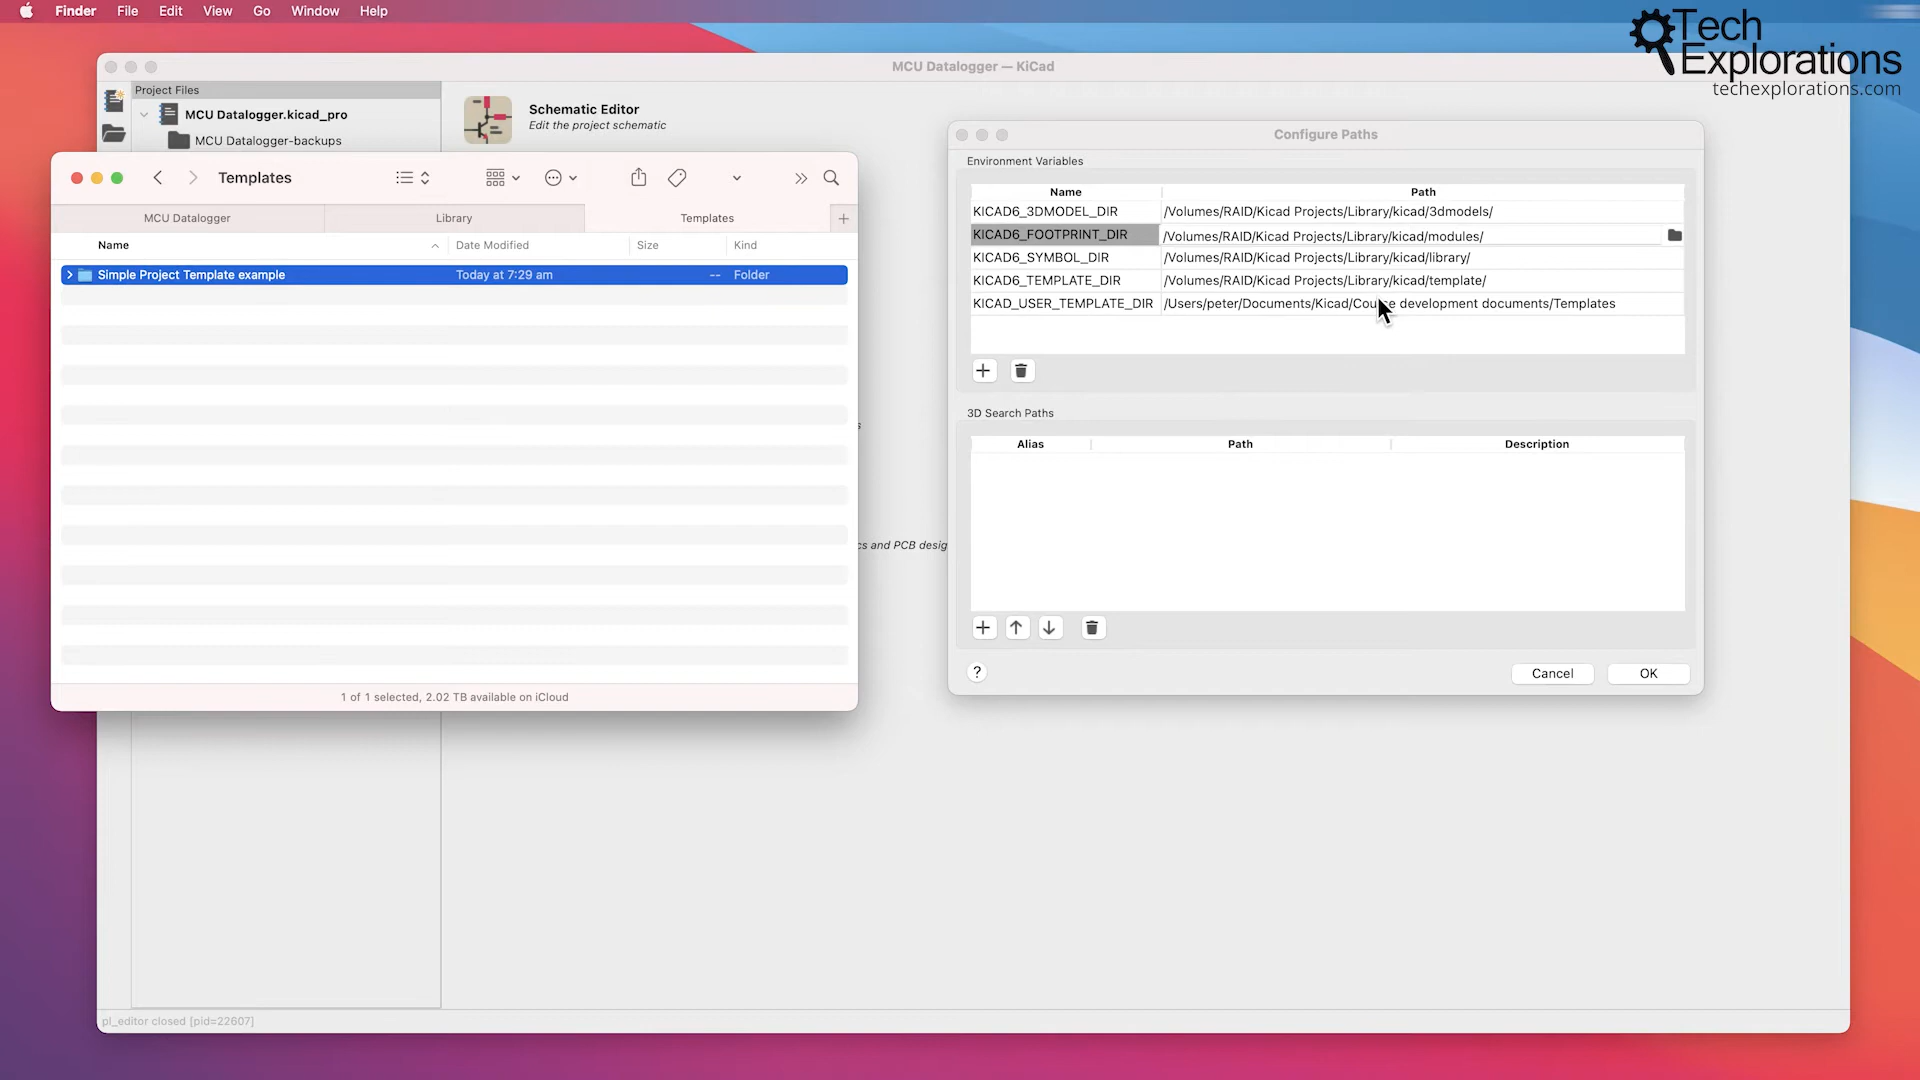 Finder File Edit View Go Window Help
Tech
Explorations
techexplorations.com
MCU Datalogger — KiCad
Project Files
MCU Datalogger.kicad_pro
MCU Datalogger-backups
Schematic Editor
Edit the project schematic
Templates
MCU Datalogger Library Templates
Name Date Modified Size Kind
Simple Project Template example Today at 7:29 am -- Folder
1 of 1 selected, 2.02 TB available on iCloud
cs and PCB desig
Configure Paths
Environment Variables
Name Path
KICAD6_3DMODEL_DIR /Volumes/RAID/Kicad Projects/Library/kicad/3dmodels/
KICAD6_FOOTPRINT_DIR /Volumes/RAID/Kicad Projects/Library/kicad/modules/
KICAD6_SYMBOL_DIR /Volumes/RAID/Kicad Projects/Library/kicad/library/
KICAD6_TEMPLATE_DIR /Volumes/RAID/Kicad Projects/Library/kicad/template/
KICAD_USER_TEMPLATE_DIR /Users/peter/Documents/Kicad/Course development documents/Templates
3D Search Paths
Alias Path Description
? Cancel OK
pl_editor closed [pid=22607]